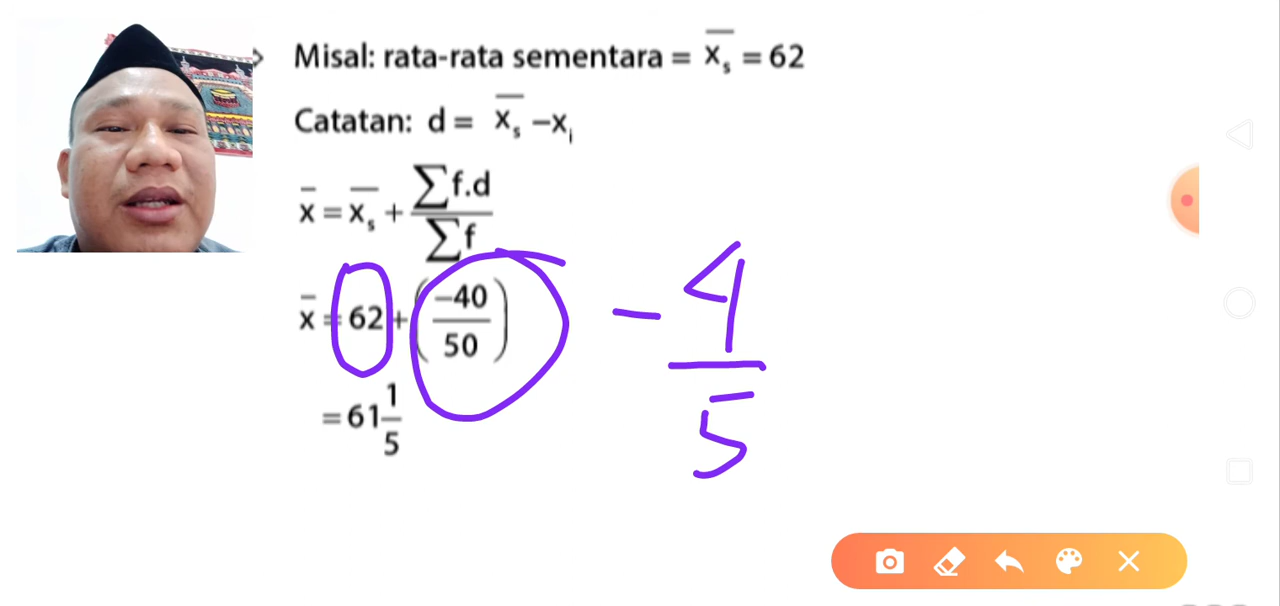 Misal: rata-rata sementara = x̅ₛ = 62
Catatan: d = x̅ₛ − xᵢ
x̅ = x̅ₛ + ∑f.d / ∑f
x̅ = 62 + (−40 / 50)
− 4 / 5
= 61 1/5